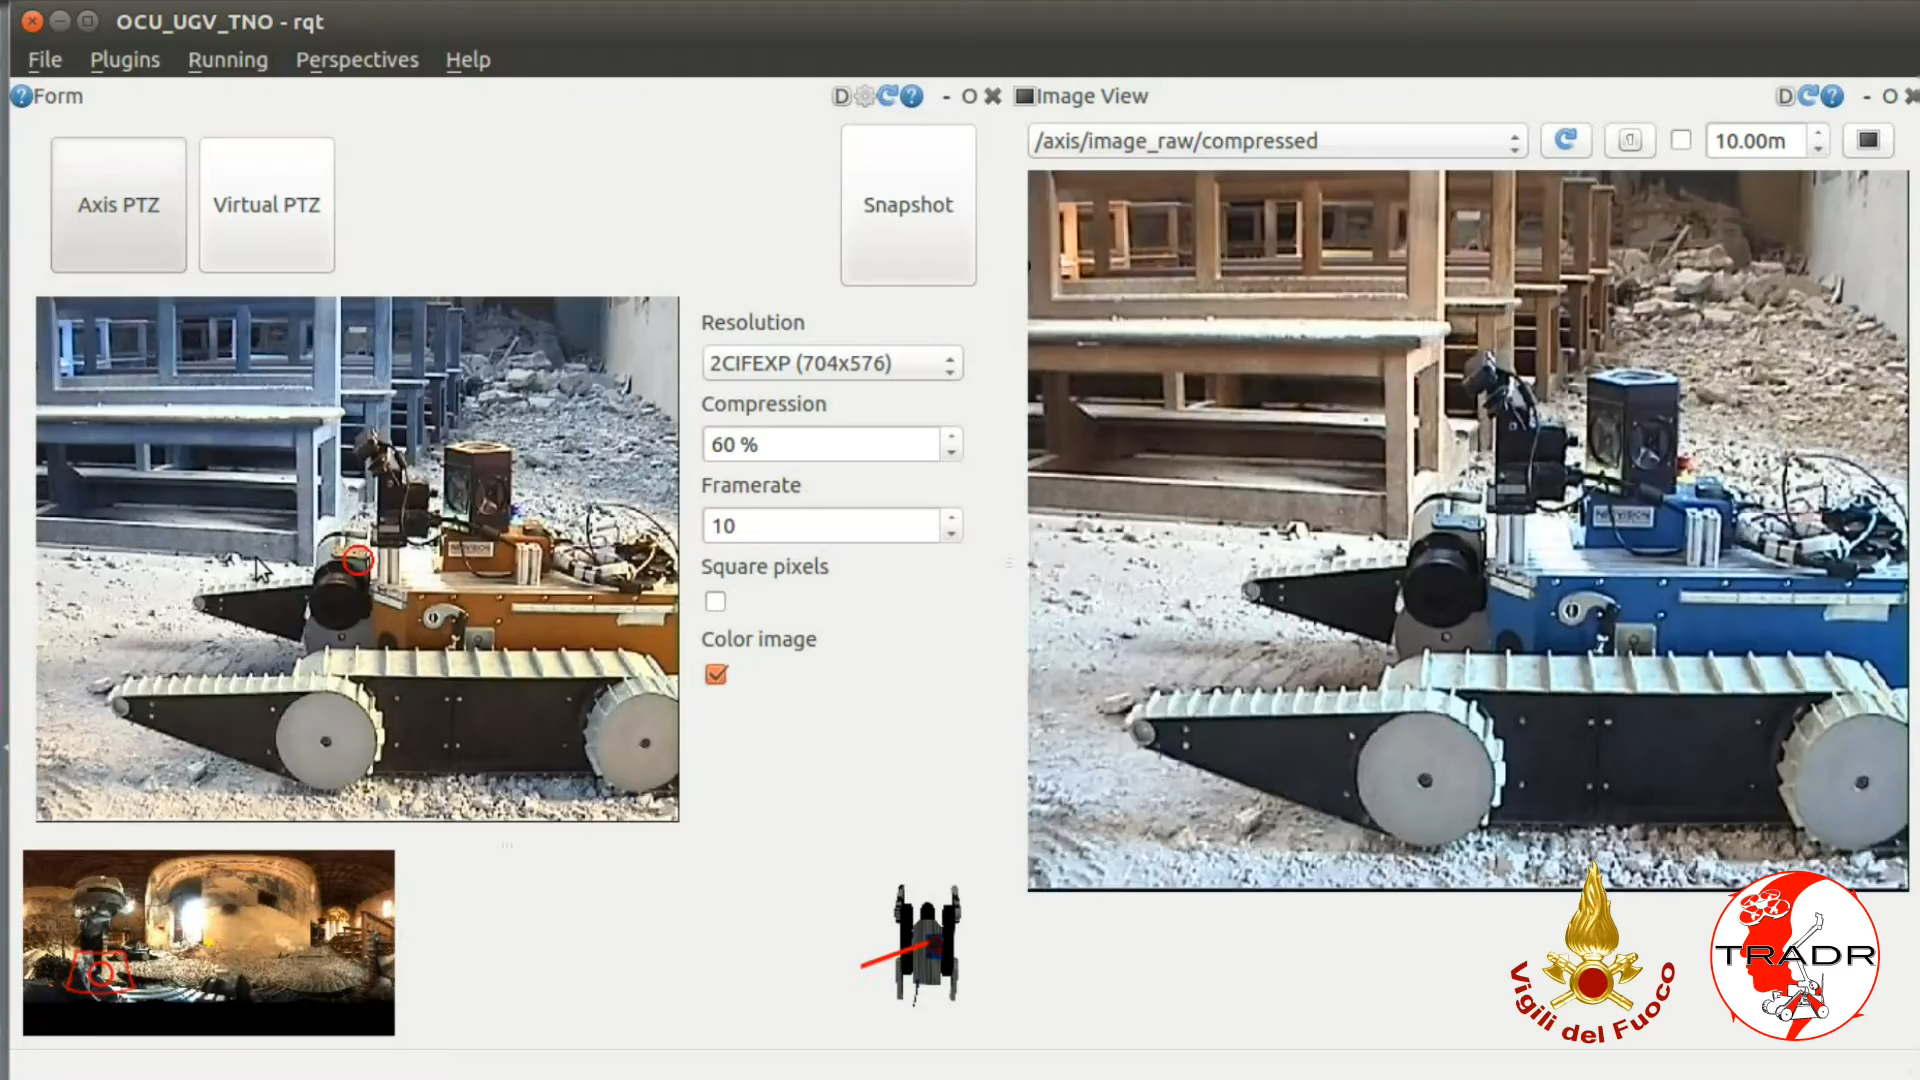 OCU_UGV_TNO - rqt
File Plugins Running Perspectives Help
Form
D
- O
Image View
D
- O
Axis PTZ
Virtual PTZ
Snapshot
/axis/image_raw/compressed
10.00m
Resolution
2CIFEXP (704x576)
Compression
60 %
Framerate
10
Square pixels
Color image
Vigili del Fuoco
TRADR